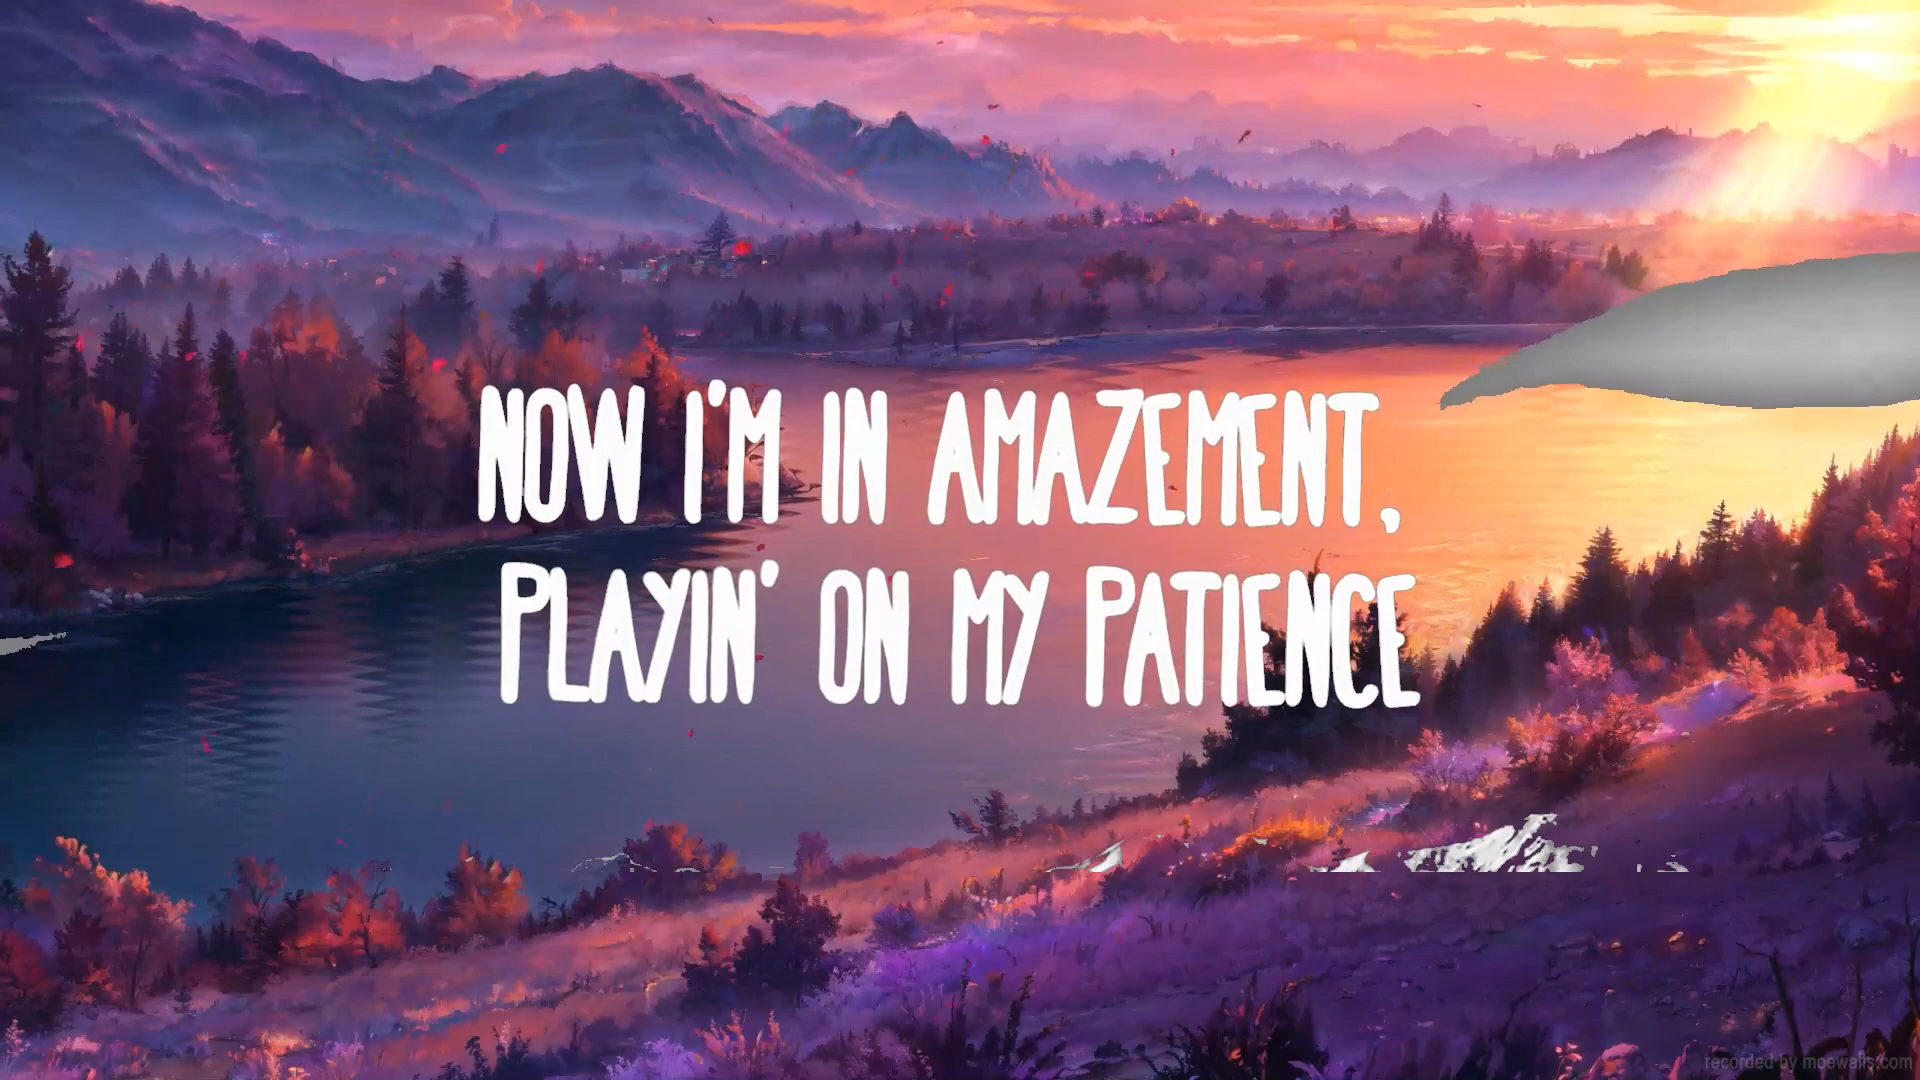 NOW I'M IN AMAZEMENT,
PLAYIN' ON MY PATIENCE
recorded by moewalls.com